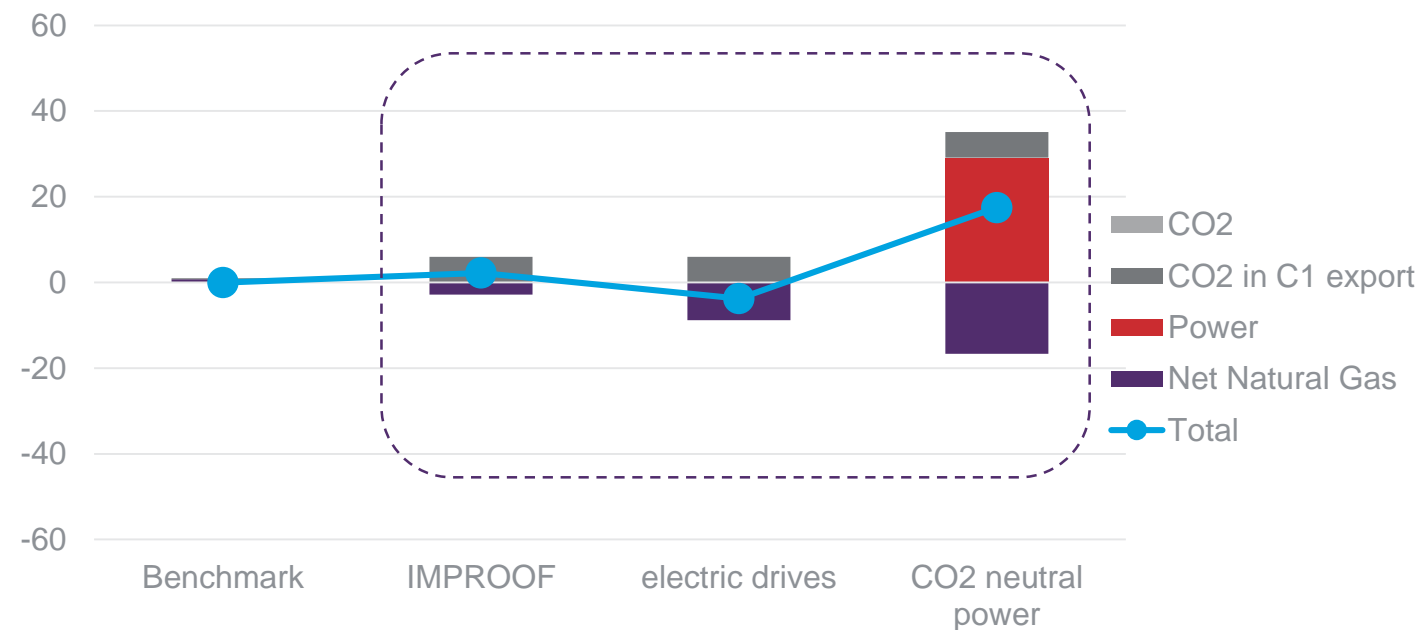 60
40
20
0
-20
-40
-60
Benchmark
IMPROOF
electric drives
CO2 neutral
power
CO2
CO2 in C1 export
Power
Net Natural Gas
Total